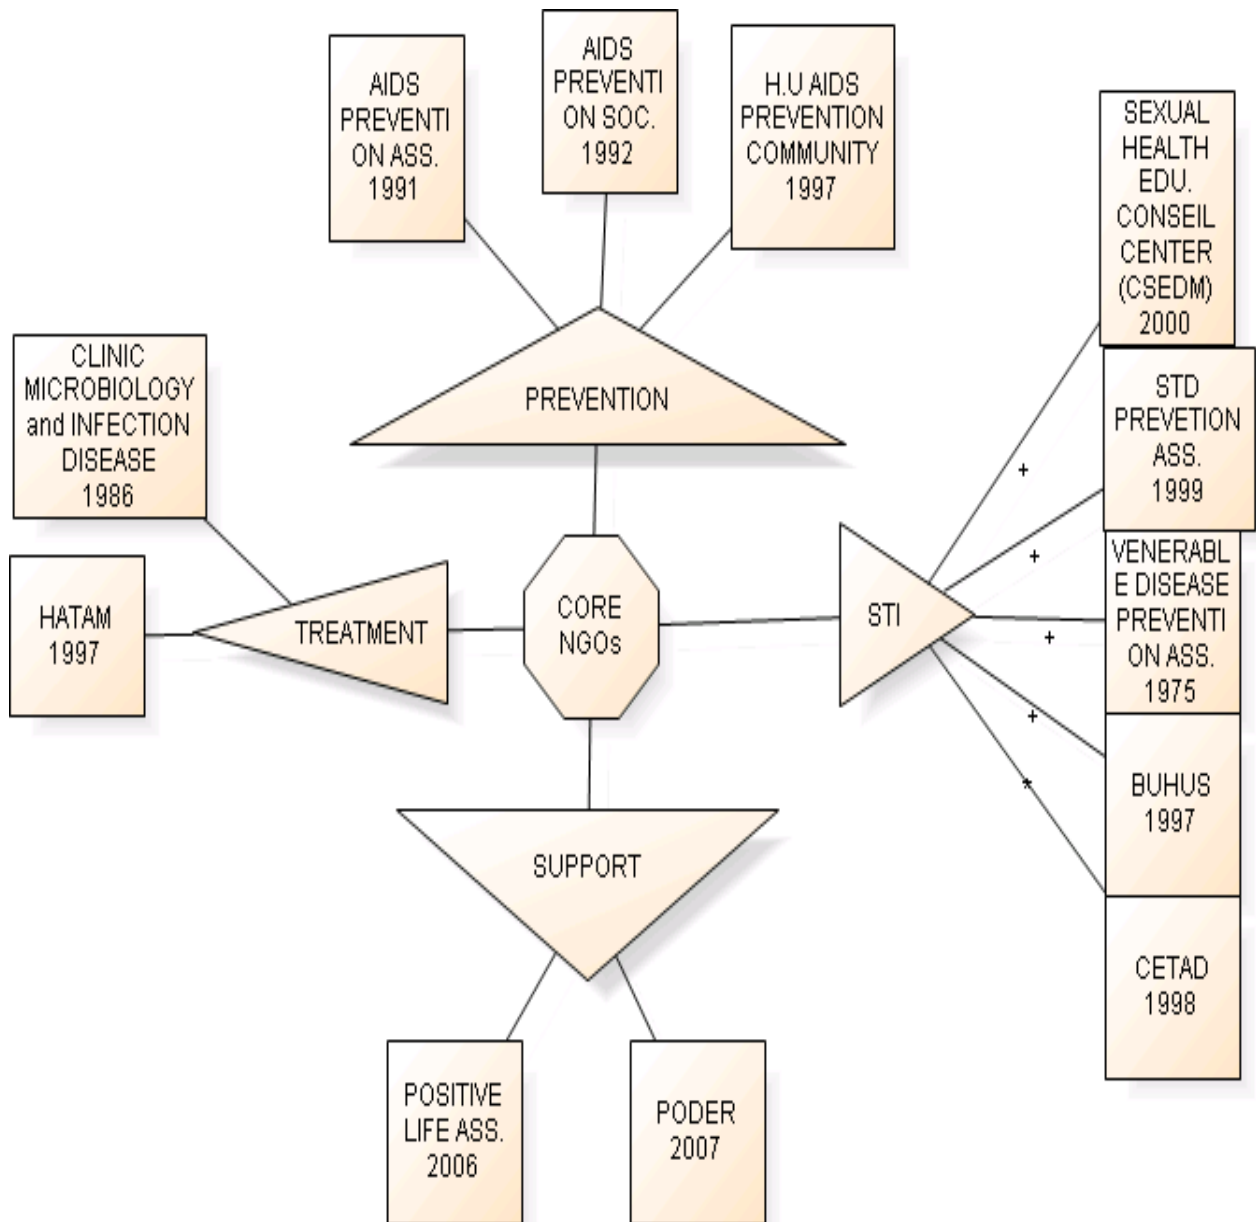 AIDS
PREVENTI
ON ASS.
1991
AIDS
PREVENTI
ON SOC.
1992
H.U AIDS
PREVENTION
COMMUNITY
1997
SEXUAL
HEALTH
EDU.
CONSEIL
CENTER
(CSEDM)
2000
CLINIC
MICROBIOLOGY
and INFECTION
DISEASE
1986
PREVENTION
STD
PREVETION
ASS.
1999
HATAM
1997
TREATMENT
CORE
NGOs
STI
VENERABL
E DISEASE
PREVENTI
ON ASS.
1975
BUHUS
1997
SUPPORT
CETAD
1998
POSITIVE
LIFE ASS.
2006
PODER
2007